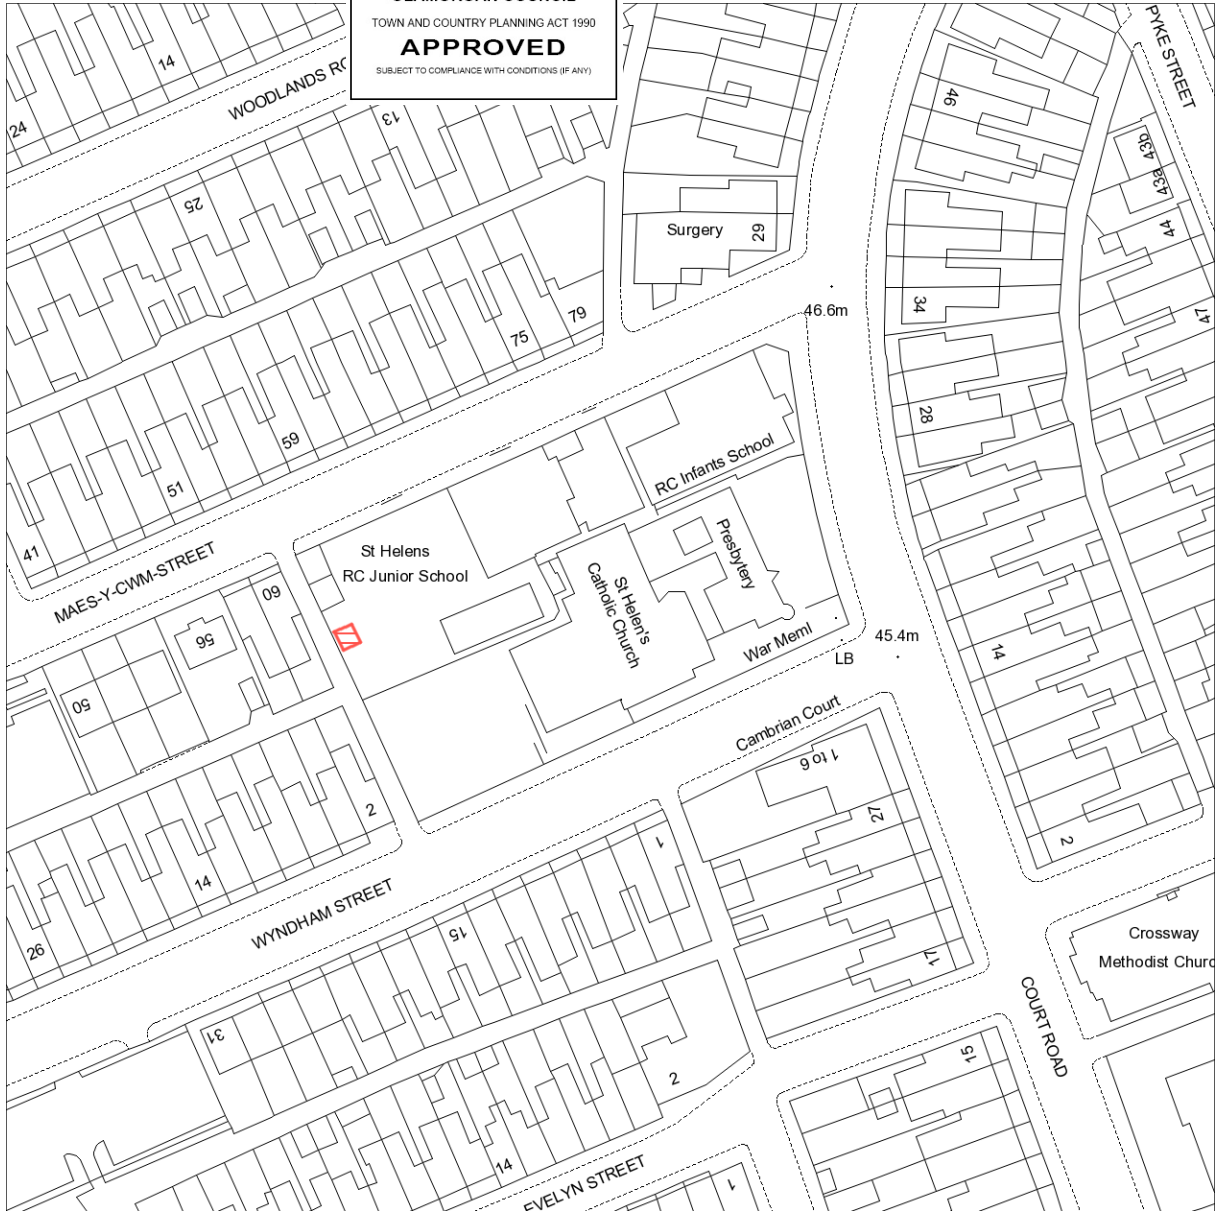 TOWN AND COUNTRY PLANNING ACT 1990
APPROVED
SUBJECT TO COMPLIANCE WITH CONDITIONS (IF ANY)
PYKE STREET
14
WOODLANDS
24
13
46
43b
43a
25
44
Surgery
29
46.6m
34
47
79
75
28
59
RC Infants School
51
41
St Helens
RC Junior School
Presbytery
MAES-Y-CWM-STREET
60
St Helen's
Catholic Church
56
War Meml
45.4m
LB
14
50
Cambrian Court
1 to 6
2
27
1
2
14
WYNDHAM STREET
15
26
17
Crossway
Methodist
COURT ROAD
31
15
2
14
EVELYN STREET
1